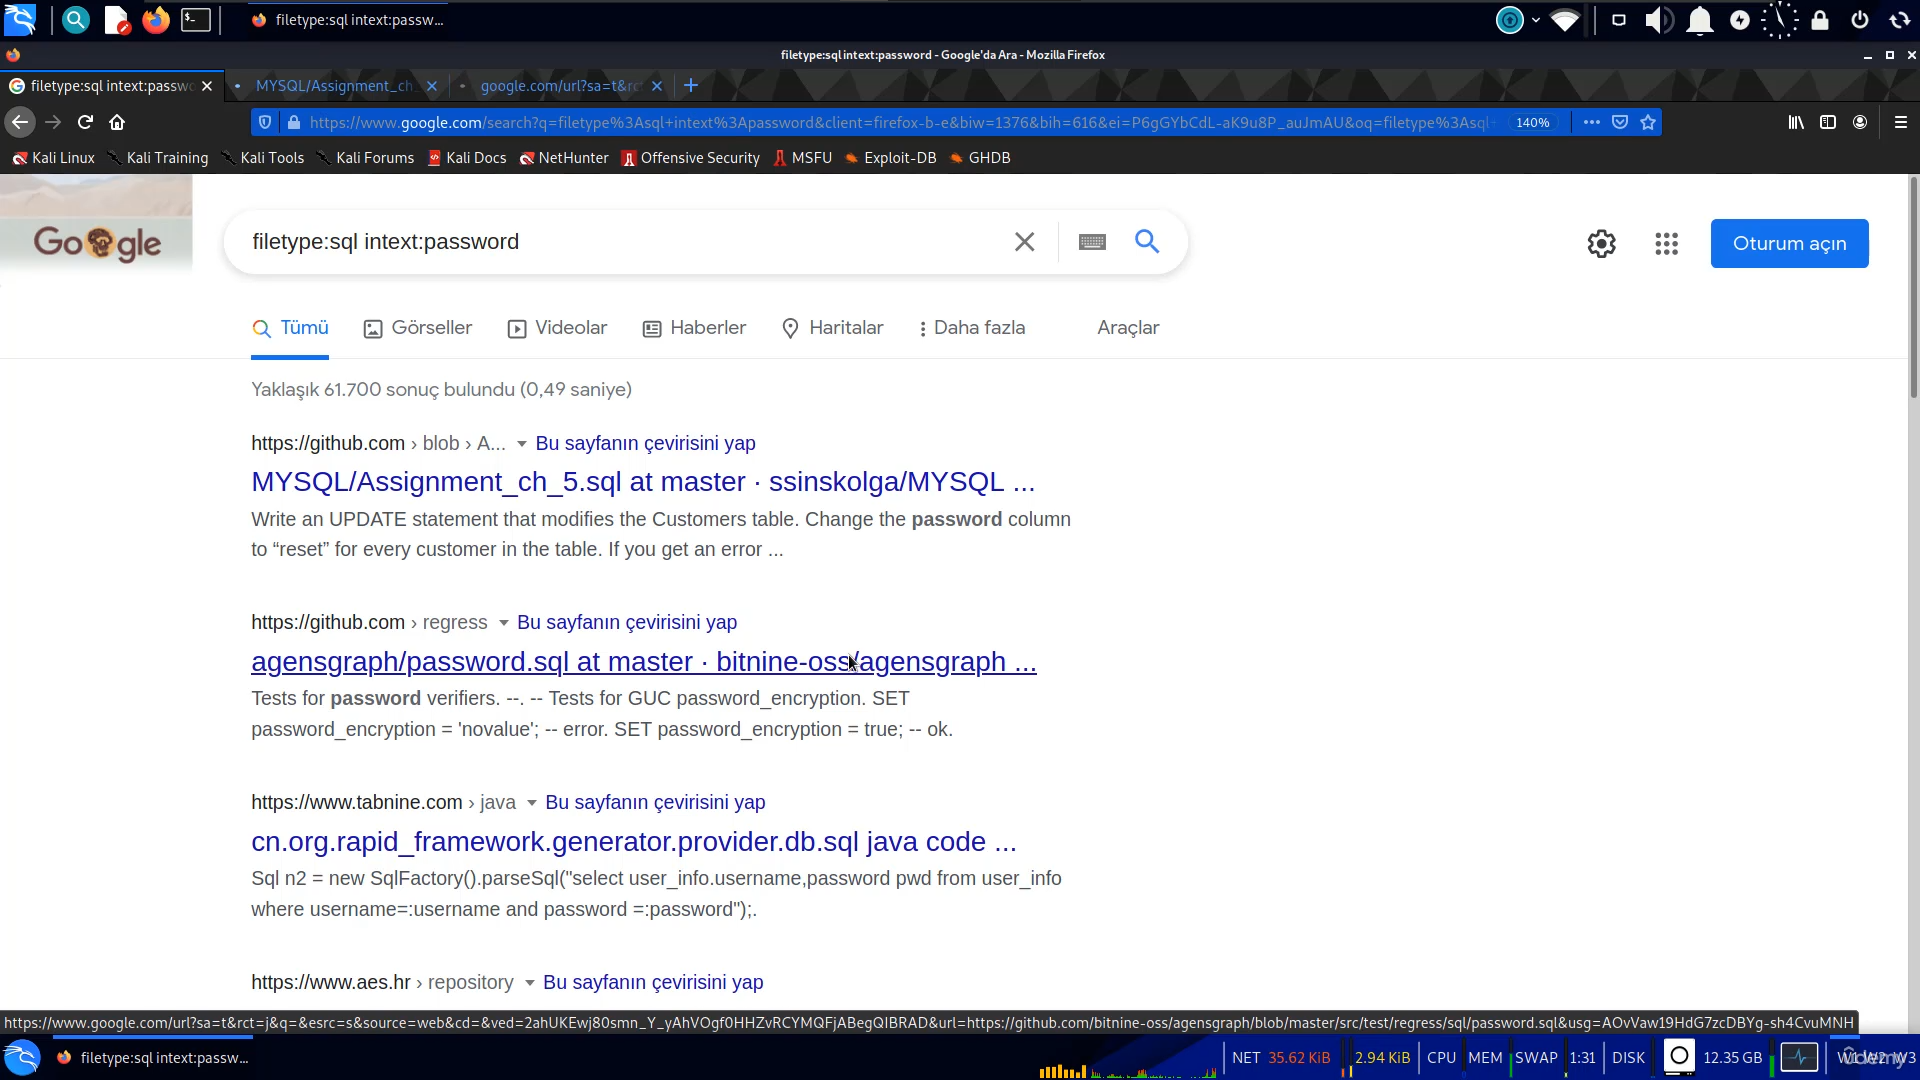 filetype:sql intext:passw...
filetype:sql intext:password - Google'da Ara - Mozilla Firefox
filetype:sql intext:passwo
MYSQL/Assignment_ch
google.com/url?sa=t&rc
https://www.google.com/search?q=filetype%3Asql+intext%3Apassword&client=firefox-b-e&biw=1376&bih=616&ei=P6gGYbCdL-aK9u8P_auJmAU&oq=filetype%3Asql
140%
Kali Linux Kali Training Kali Tools Kali Forums Kali Docs NetHunter Offensive Security MSFU Exploit-DB GHDB
Google
filetype:sql intext:password
Oturum açın
Tümü Görseller Videolar Haberler Haritalar Daha fazla Araçlar
Yaklaşık 61.700 sonuç bulundu (0,49 saniye)
https://github.com › blob › A... Bu sayfanın çevirisini yap
MYSQL/Assignment_ch_5.sql at master · ssinskolga/MYSQL ...
Write an UPDATE statement that modifies the Customers table. Change the password column
to “reset” for every customer in the table. If you get an error ...
https://github.com › regress Bu sayfanın çevirisini yap
agensgraph/password.sql at master · bitnine-oss/agensgraph ...
Tests for password verifiers. --. -- Tests for GUC password_encryption. SET
password_encryption = 'novalue'; -- error. SET password_encryption = true; -- ok.
https://www.tabnine.com › java Bu sayfanın çevirisini yap
cn.org.rapid_framework.generator.provider.db.sql java code ...
Sql n2 = new SqlFactory().parseSql("select user_info.username,password pwd from user_info
where username=:username and password =:password");.
https://www.aes.hr › repository Bu sayfanın çevirisini yap
https://www.google.com/url?sa=t&rct=j&q=&esrc=s&source=web&cd=&ved=2ahUKEwj80smn_Y_yAhVOgf0HHZvRCYMQFjABegQIBRAD&url=https://github.com/bitnine-oss/agensgraph/blob/master/src/test/regress/sql/password.sql&usg=AOvVaw19HdG7zcDBYg-sh4CvuMNH
filetype:sql intext:passw...
NET 35.62 KiB 2.94 KiB CPU MEM SWAP 1:31 DISK 12.35 GB